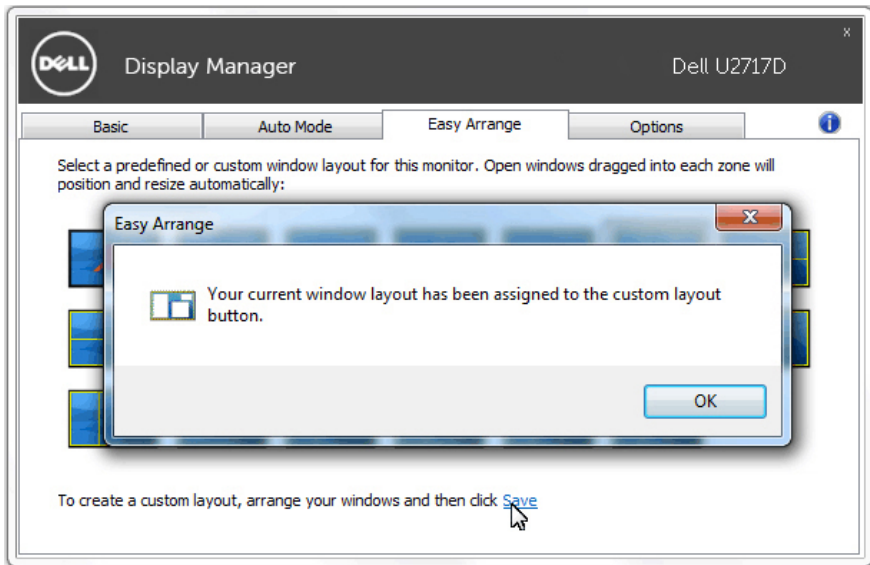 DELL
Display Manager
Dell U2717D
x
Basic
Auto Mode
Easy Arrange
Options
i
Select a predefined or custom window layout for this monitor. Open windows dragged into each zone will
position and resize automatically:
Easy Arrange
Your current window layout has been assigned to the custom layout
button.
OK
To create a custom layout, arrange your windows and then click Save